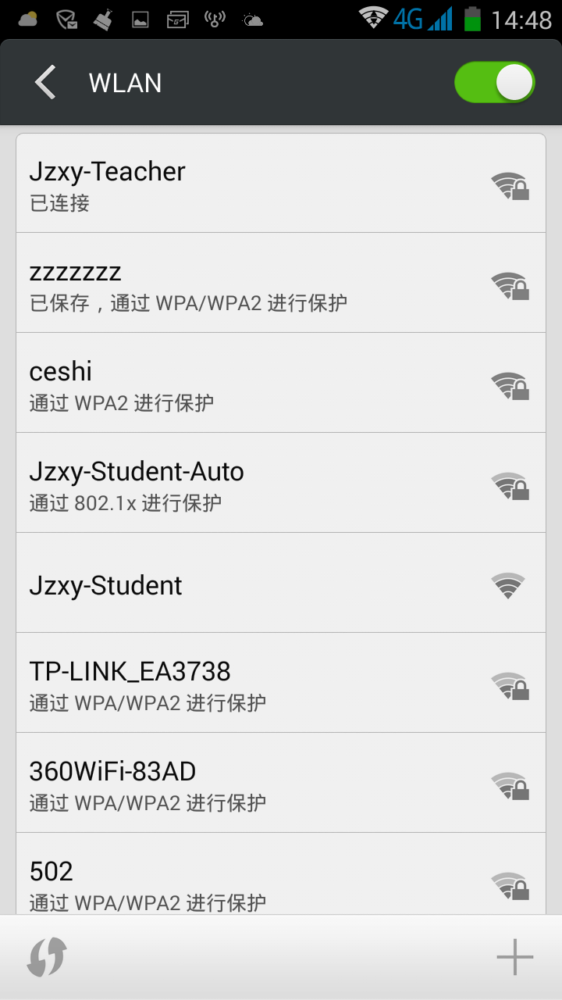 4G 14:48
WLAN
Jzxy-Teacher
已连接
zzzzzzz
已保存，通过 WPA/WPA2 进行保护
ceshi
通过 WPA2 进行保护
Jzxy-Student-Auto
通过 802.1x 进行保护
Jzxy-Student
TP-LINK_EA3738
通过 WPA/WPA2 进行保护
360WiFi-83AD
通过 WPA/WPA2 进行保护
502
通过 WPA/WPA2 进行保护